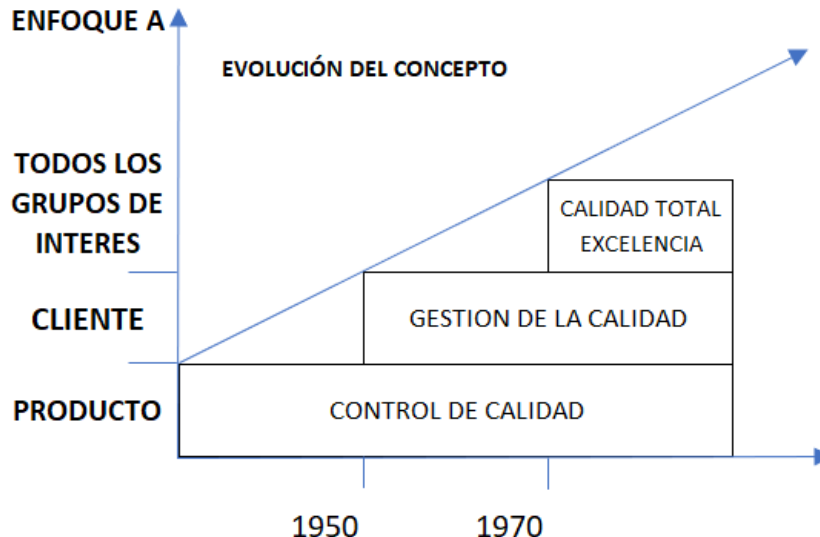 ENFOQUE A
EVOLUCIÓN DEL CONCEPTO
TODOS LOS
GRUPOS DE
INTERES
CALIDAD TOTAL
EXCELENCIA
CLIENTE
GESTION DE LA CALIDAD
PRODUCTO
CONTROL DE CALIDAD
1950
1970